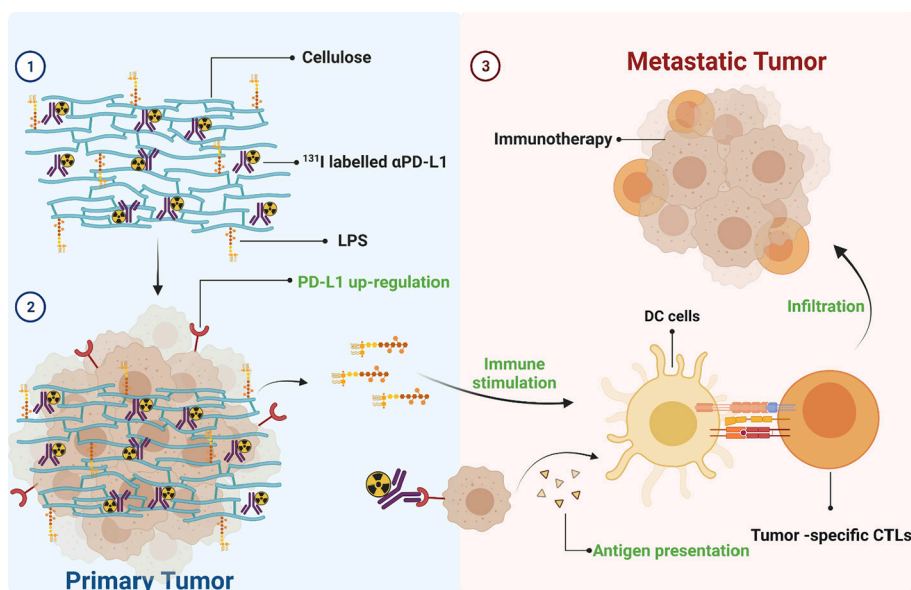 1
Cellulose
¹³¹I labelled αPD-L1
LPS
2
PD-L1 up-regulation
Primary Tumor
3
Metastatic Tumor
Immunotherapy
Infiltration
DC cells
Immune
stimulation
Tumor -specific CTLs
Antigen presentation